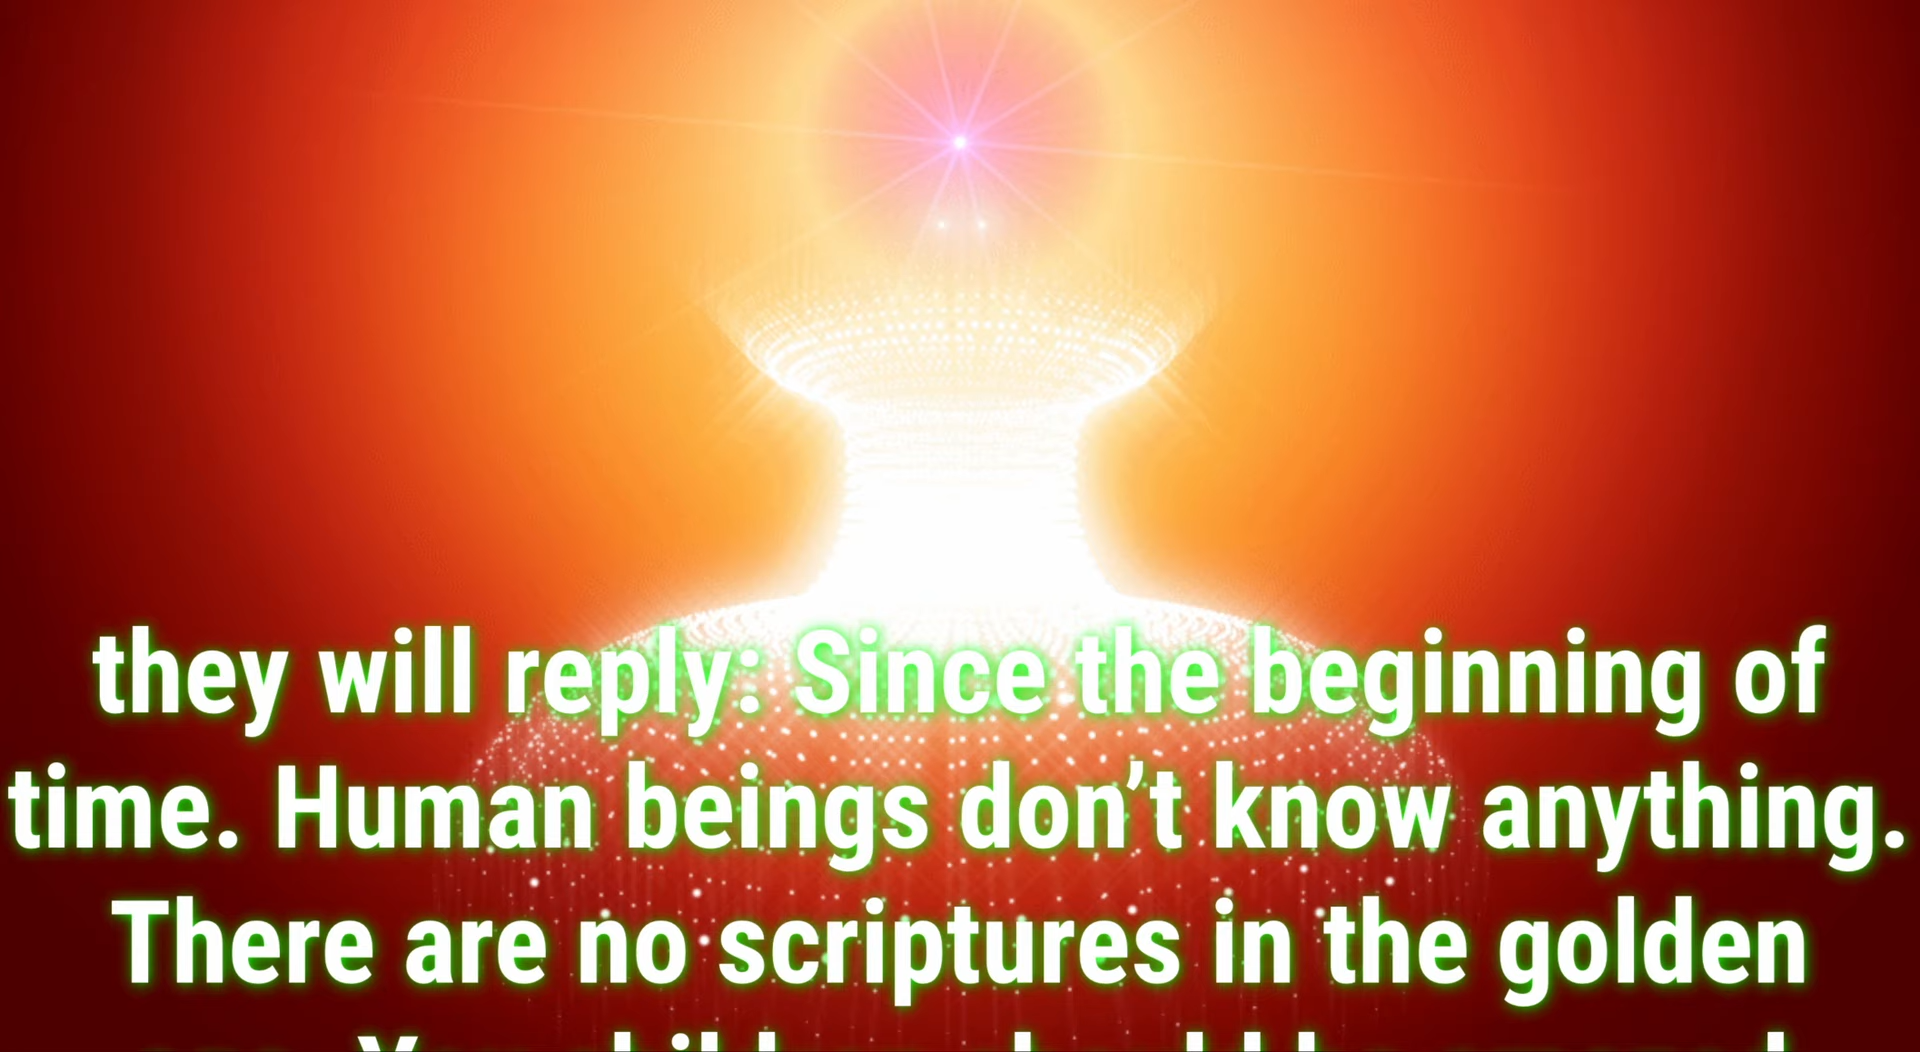 they will reply: Since the beginning of
time. Human beings don’t know anything.
There are no scriptures in the golden